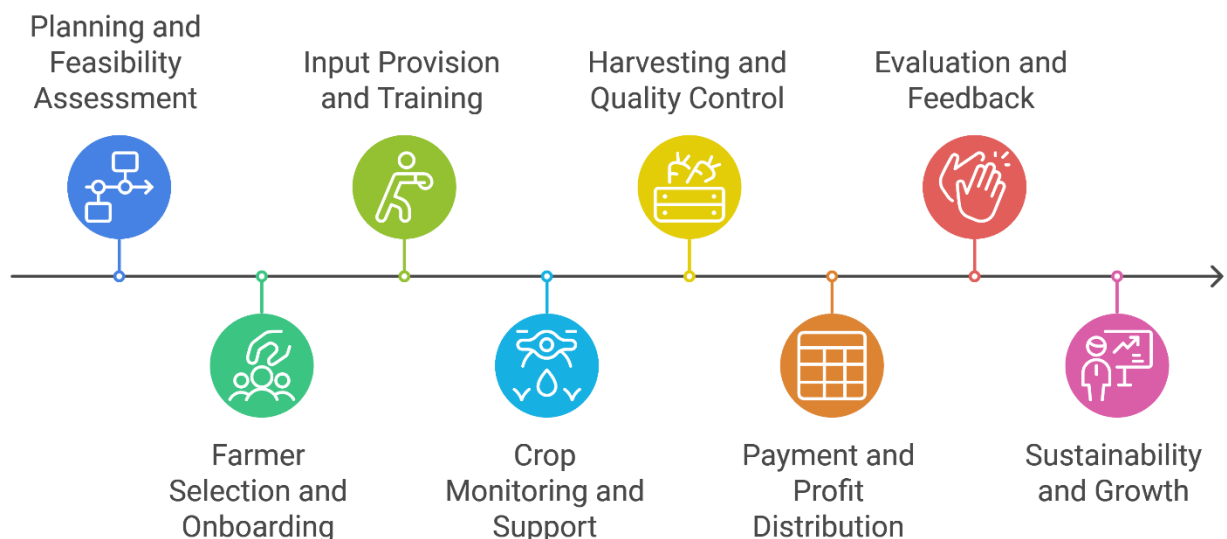 Planning and
Feasibility
Assessment
Farmer
Selection and
Onboarding
Input Provision
and Training
Crop
Monitoring and
Support
Harvesting and
Quality Control
Payment and
Profit
Distribution
Evaluation and
Feedback
Sustainability
and Growth